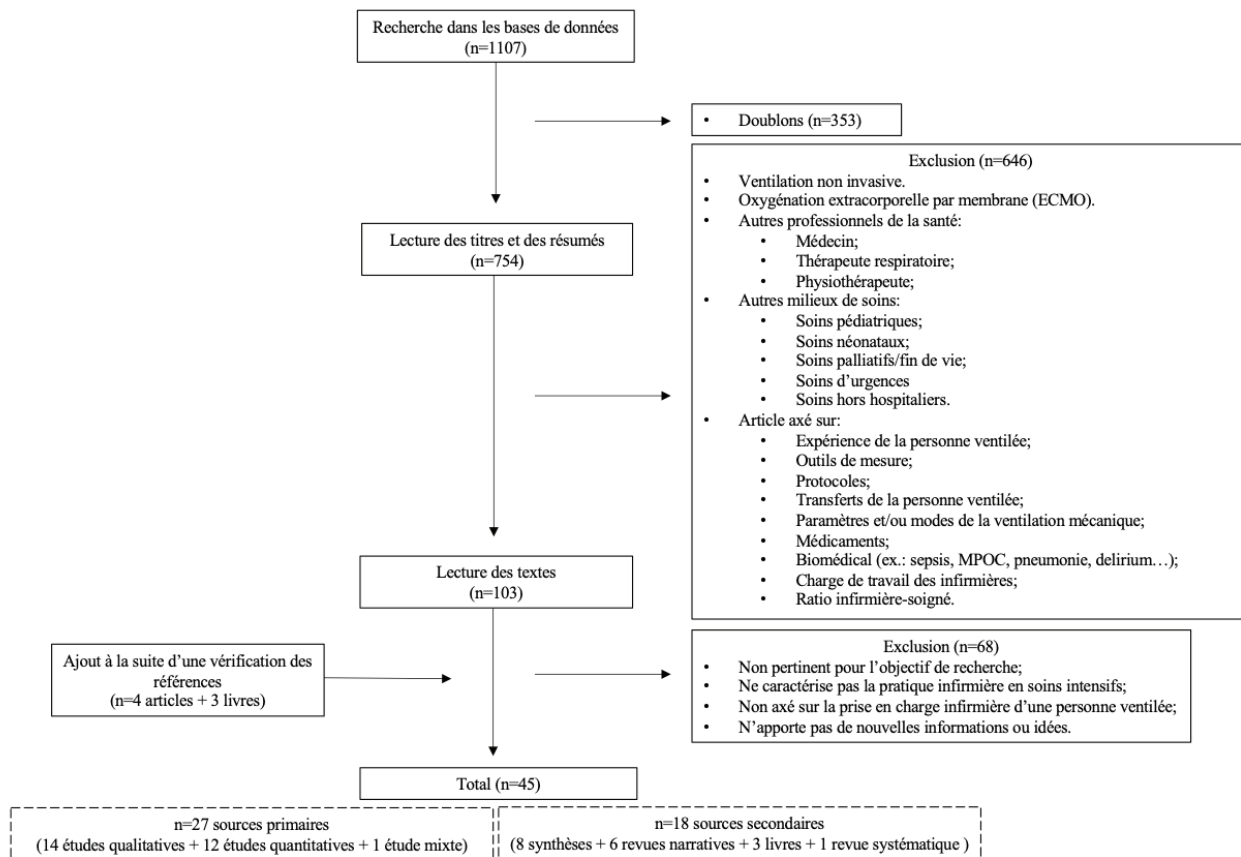 Recherche dans les bases de données
(n=1107)
• Doublons (n=353)
Exclusion (n=646)
• Ventilation non invasive.
• Oxygénation extracorporelle par membrane (ECMO).
• Autres professionnels de la santé:
• Médecin;
• Thérapeute respiratoire;
• Physiothérapeute;
• Autres milieux de soins:
• Soins pédiatriques;
• Soins néonataux;
• Soins palliatifs/fin de vie;
• Soins d'urgences
• Soins hors hospitaliers.
• Article axé sur:
• Expérience de la personne ventilée;
• Outils de mesure;
• Protocoles;
• Transferts de la personne ventilée;
• Paramètres et/ou modes de la ventilation mécanique;
• Médicaments;
• Biomédical (ex.: sepsis, MPOC, pneumonie, delirium…);
• Charge de travail des infirmières;
• Ratio infirmière-soigné.
Lecture des titres et des résumés
(n=754)
Lecture des textes
(n=103)
Ajout à la suite d'une vérification des
références
(n=4 articles + 3 livres)
Exclusion (n=68)
• Non pertinent pour l'objectif de recherche;
• Ne caractérise pas la pratique infirmière en soins intensifs;
• Non axé sur la prise en charge infirmière d'une personne ventilée;
• N'apporte pas de nouvelles informations ou idées.
Total (n=45)
n=27 sources primaires
(14 études qualitatives + 12 études quantitatives + 1 étude mixte)
n=18 sources secondaires
(8 synthèses + 6 revues narratives + 3 livres + 1 revue systématique )